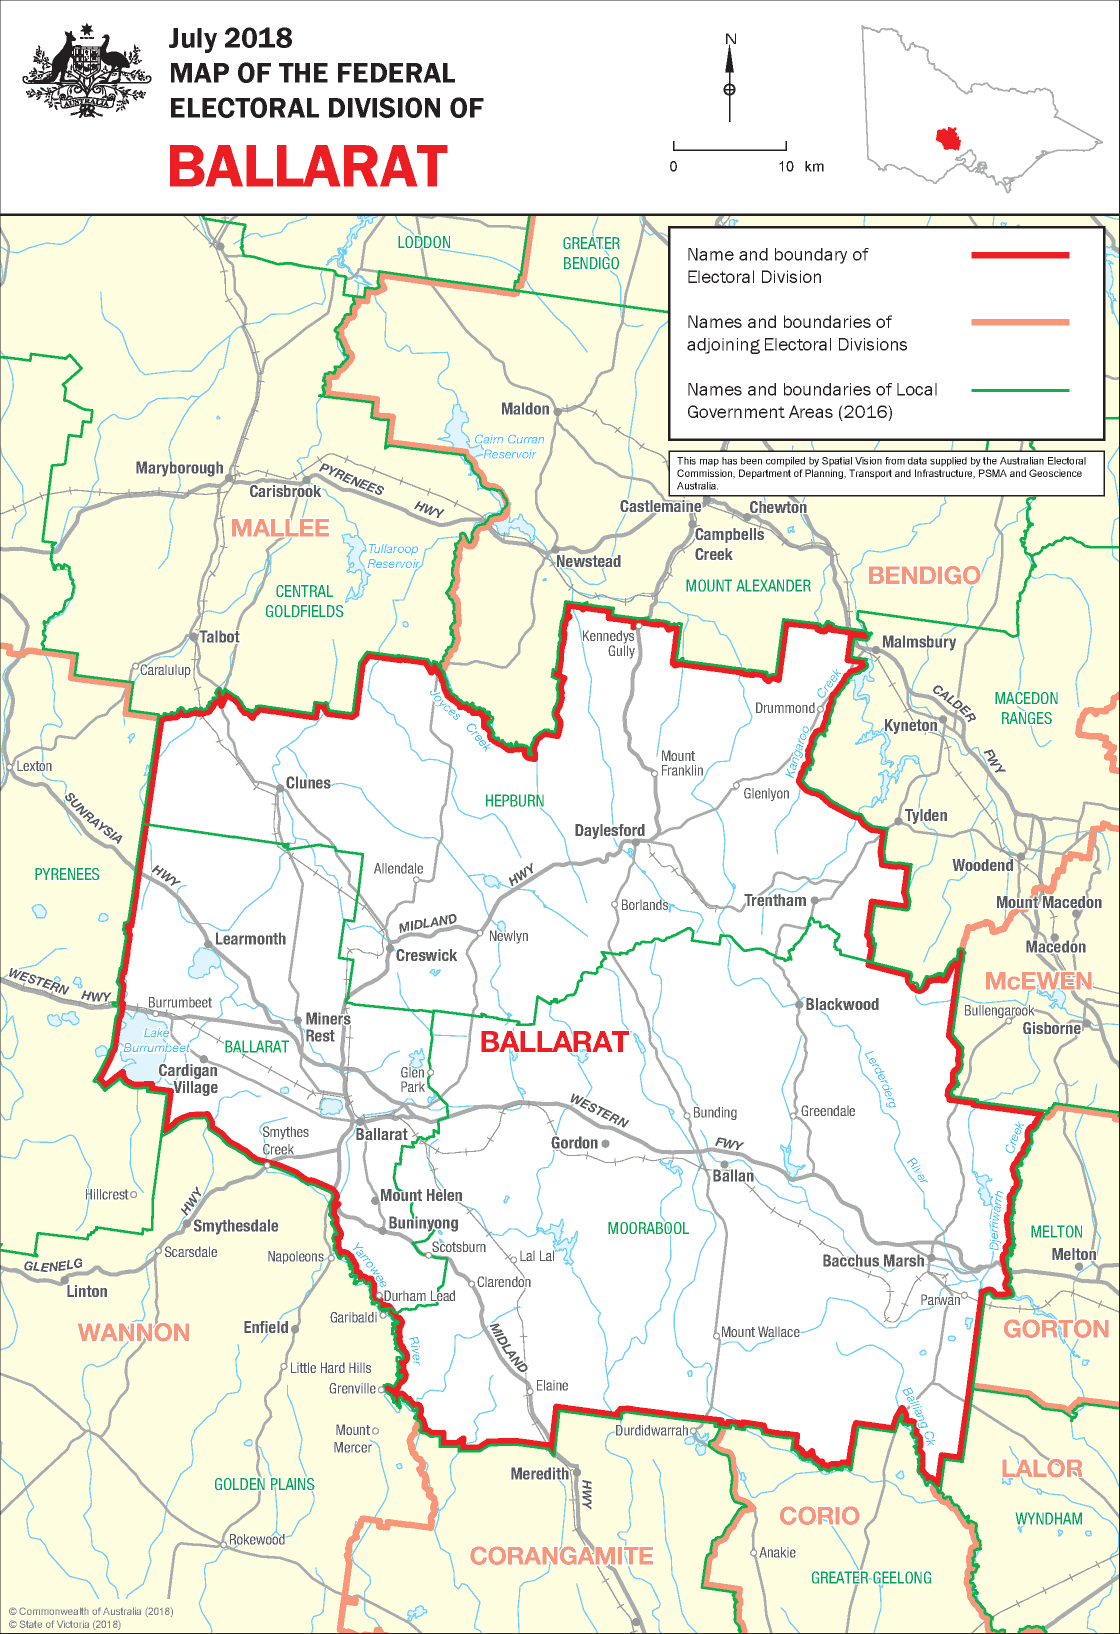 July 2018
MAP OF THE FEDERAL
ELECTORAL DIVISION OF
BALLARAT
AUSTRALIA
N
0
10 km
Name and boundary of
Electoral Division
Names and boundaries of
adjoining Electoral Divisions
Names and boundaries of Local
Government Areas (2016)
This map has been compiled by Spatial Vision from data supplied by the Australian Electoral
Commission, Department of Planning, Transport and Infrastructure, PSMA and Geoscience
Australia.
LODDON
GREATER
BENDIGO
Maldon
Cairn Curran
Reservoir
Maryborough
Carisbrook
PYRENEES
HWY
MALLEE
Castlemaine
Chewton
Campbells
Creek
Tullaroop
Reservoir
Newstead
BENDIGO
MOUNT ALEXANDER
CENTRAL
GOLDFIELDS
Talbot
Caralulup
Kennedys
Gully
Malmsbury
Joyces
Creek
Drummond
Kangaroo
Creek
CALDER
FWY
MACEDON
RANGES
Kyneton
Lexton
Clunes
Mount
Franklin
Glenlyon
HEPBURN
SUNRAYSIA
HWY
Daylesford
Tylden
PYRENEES
Allendale
HWY
Woodend
Borlands
Trentham
Mount Macedon
MIDLAND
Newlyn
Learmonth
Creswick
Macedon
WESTERN
HWY
McEWEN
Burrumbeet
Blackwood
Bullengarook
Gisborne
Miners
Rest
Lake
Burrumbeet
BALLARAT
BALLARAT
Cardigan
Village
Glen
Park
Lerderderg
River
WESTERN
FWY
Bunding
Greendale
Smythes
Creek
Ballarat
Gordon
Ballan
Creek
Djerriwarrh
Hillcrest
HWY
Mount Helen
Buninyong
MOORABOOL
MELTON
Smythesdale
Scarsdale
Napoleons
Yarrowee
River
Scotsburn
Lal Lal
Bacchus Marsh
Melton
GLENELG
Linton
Clarendon
Durham Lead
Parwan
Garibaldi
WANNON
Enfield
MIDLAND
Mount Wallace
GORTON
Little Hard Hills
Grenville
Elaine
Balliang Ck
Mount
Mercer
Durdidwarrah
LALOR
GOLDEN PLAINS
Meredith
HWY
CORIO
WYNDHAM
Rokewood
CORANGAMITE
Anakie
GREATER GEELONG
© Commonwealth of Australia (2018)
© State of Victoria (2018)